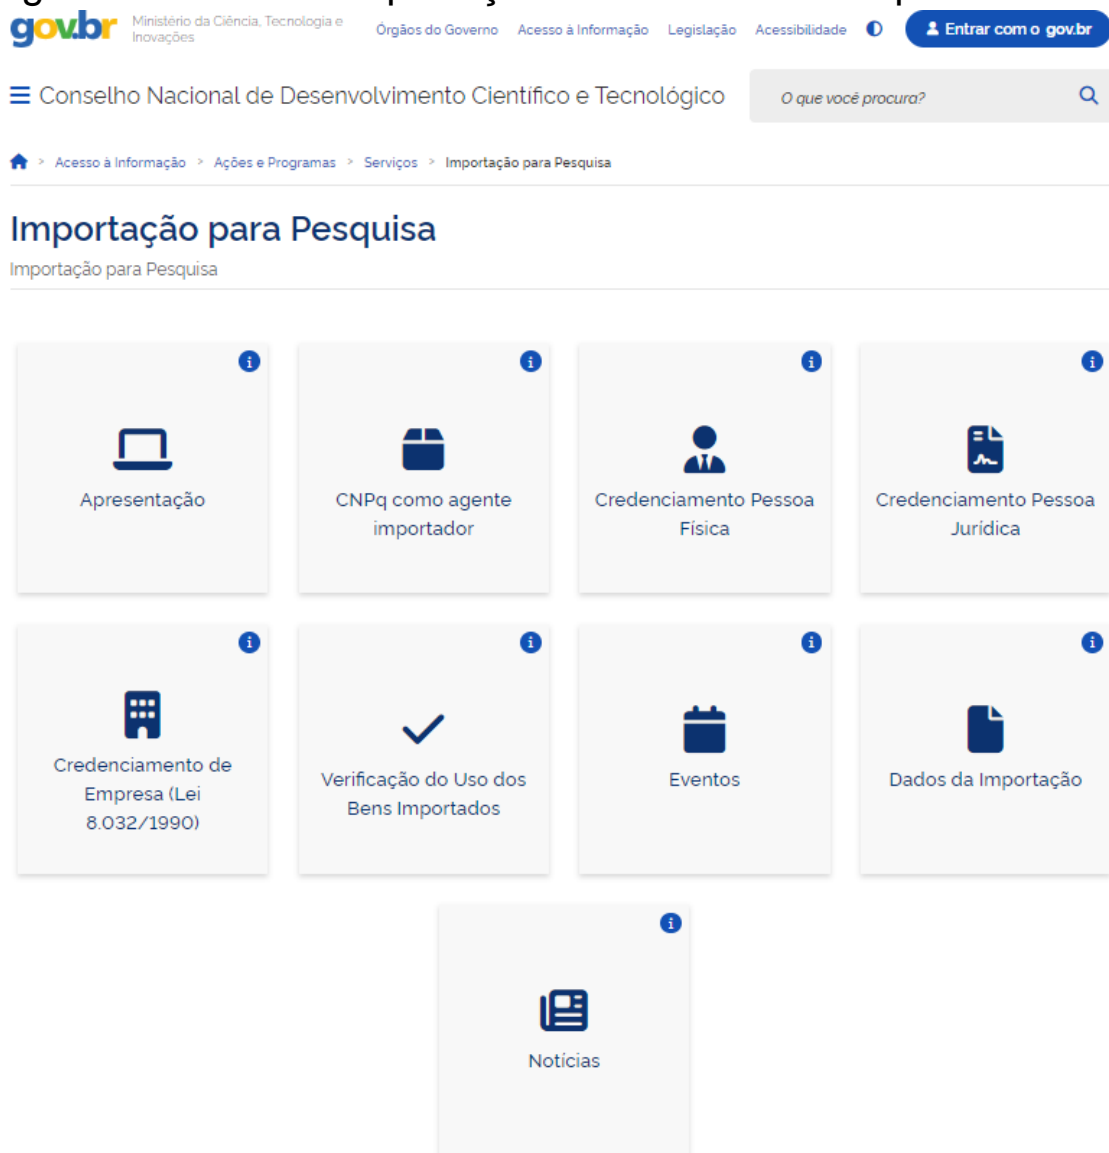 gov.br
Ministério da Ciência, Tecnologia e
Inovações
Órgãos do Governo
Acesso à Informação
Legislação
Acessibilidade
Entrar com o gov.br
Conselho Nacional de Desenvolvimento Científico e Tecnológico
O que você procura?
> Acesso à Informação > Ações e Programas > Serviços > Importação para Pesquisa
Importação para Pesquisa
Importação para Pesquisa
Apresentação
CNPq como agente
importador
Credenciamento Pessoa
Física
Credenciamento Pessoa
Jurídica
Credenciamento de
Empresa (Lei
8.032/1990)
Verificação do Uso dos
Bens Importados
Eventos
Dados da Importação
Notícias